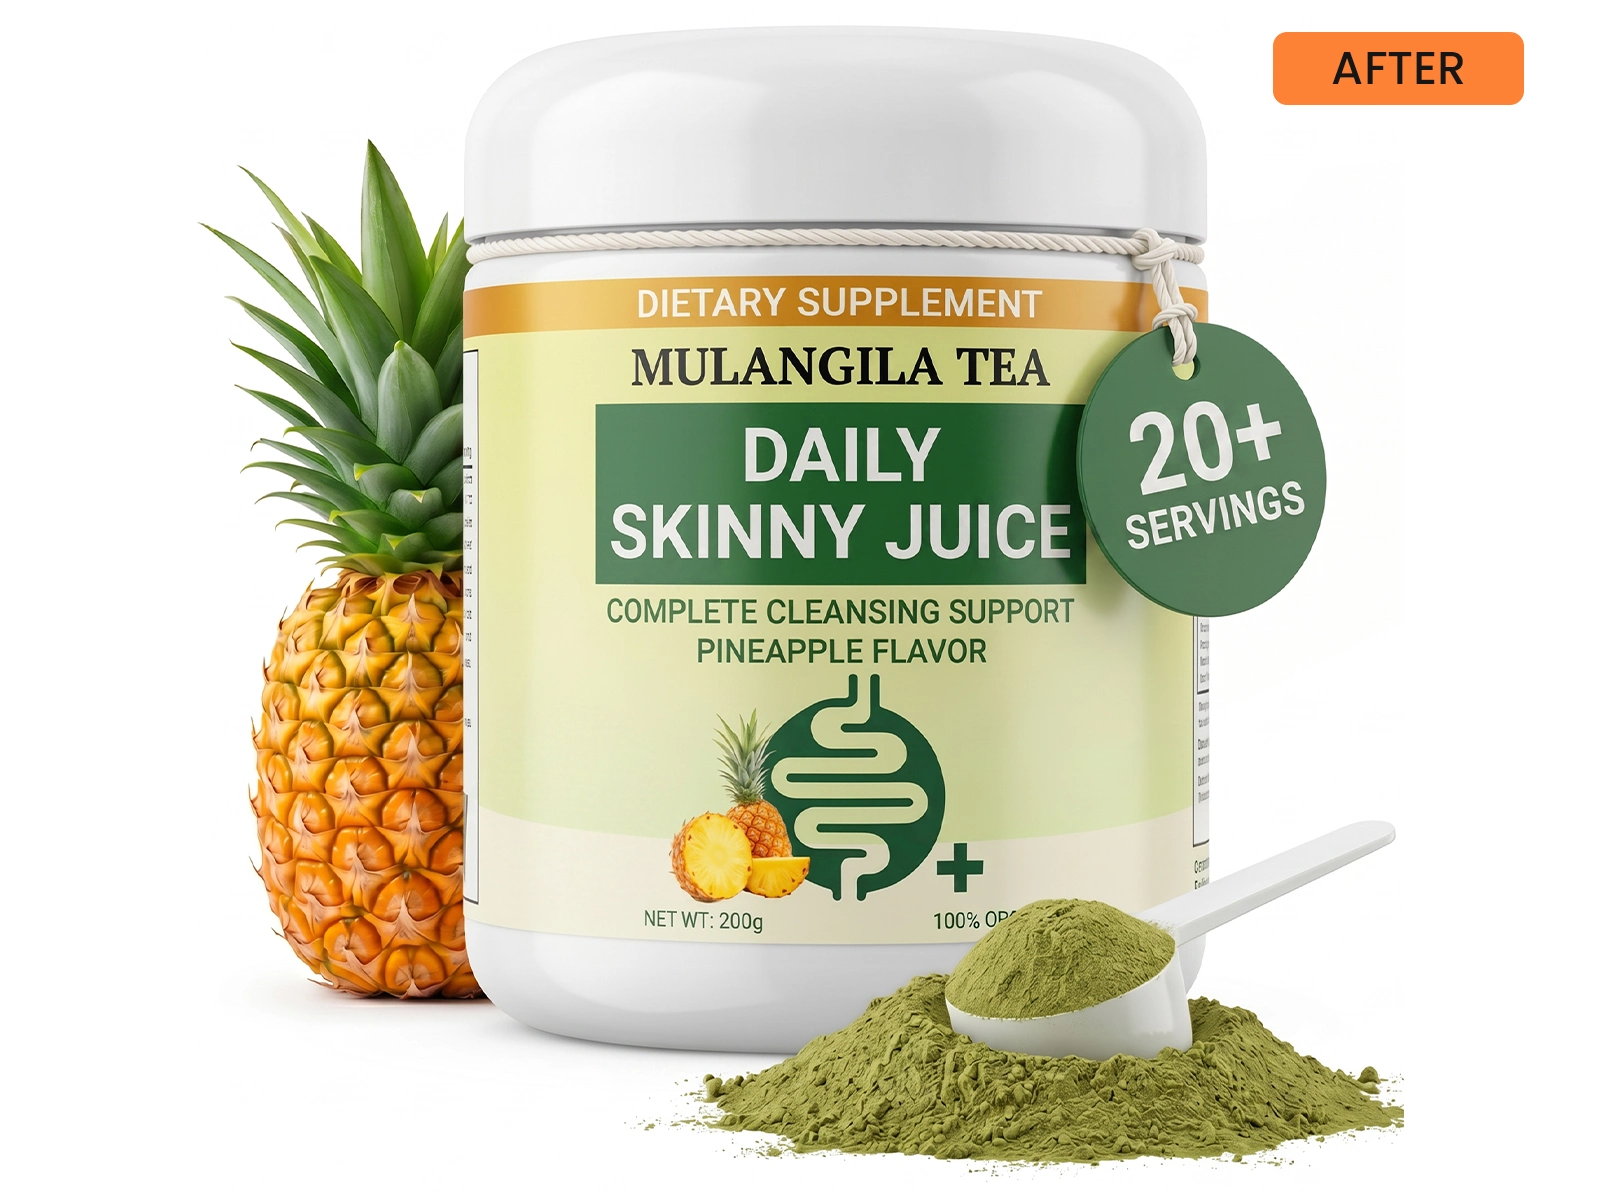 AFTER
DIETARY SUPPLEMENT
MULANGILA TEA
DAILY
SKINNY JUICE
20+
SERVINGS
COMPLETE CLEANSING SUPPORT
PINEAPPLE FLAVOR
NET WT: 200g
100%